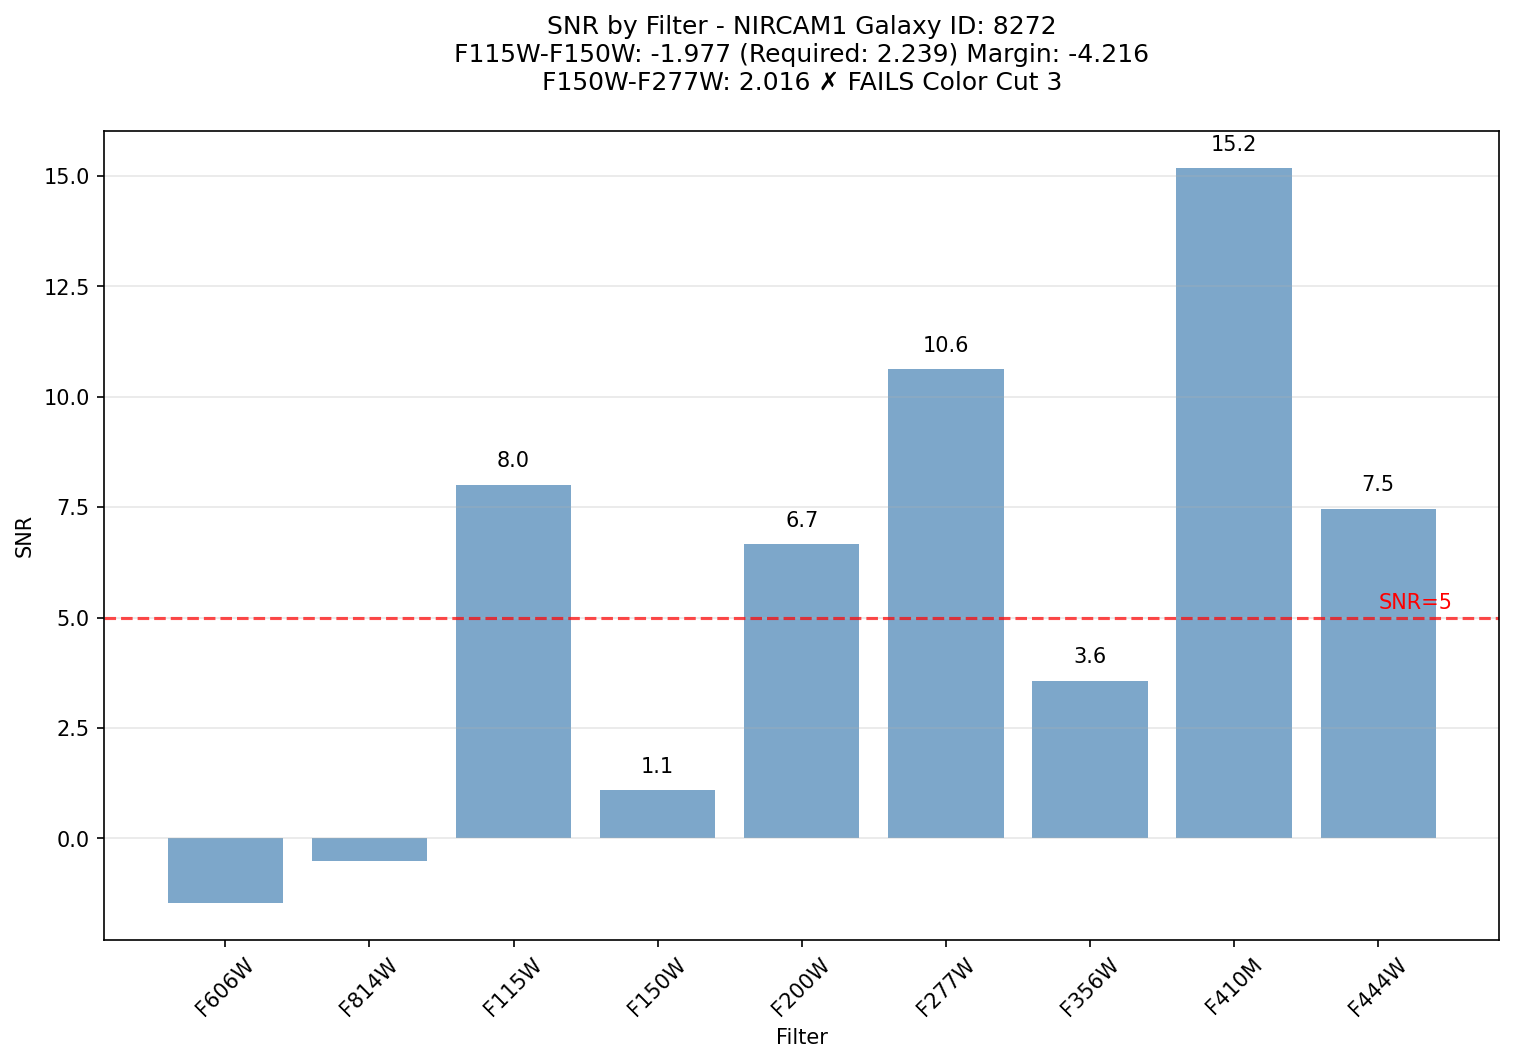 SNR by Filter - NIRCAM1 Galaxy ID: 8272
F115W-F150W: -1.977 (Required: 2.239) Margin: -4.216
F150W-F277W: 2.016 ✗ FAILS Color Cut 3
15.2
15.0
12.5
10.6
10.0
8.0
7.5
7.5
6.7
SNR
SNR=5
5.0
3.6
2.5
1.1
0.0
F606W
F814W
F115W
F150W
F200W
F277W
F356W
F410M
F444W
Filter